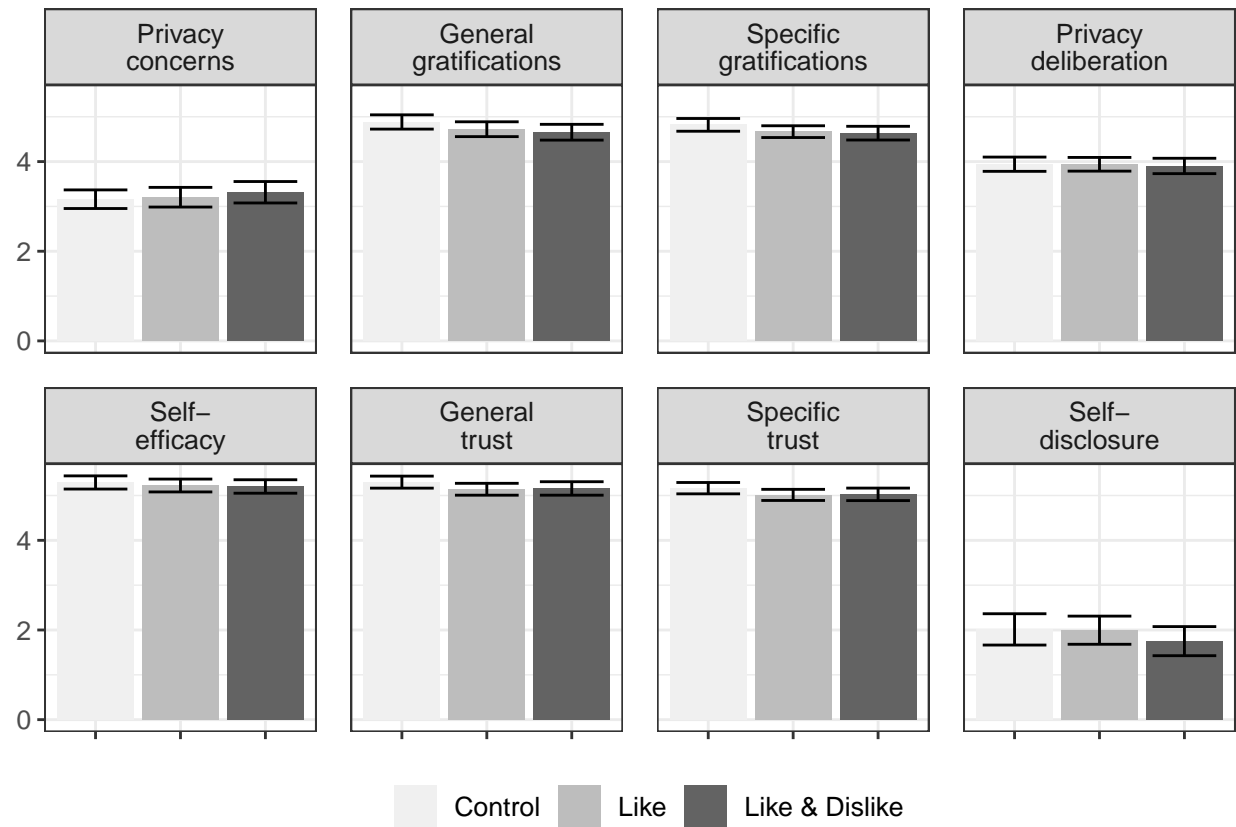 Privacy
concerns
General
gratifications
Specific
gratifications
Privacy
deliberation
4
2
0
Self−
efficacy
General
trust
Specific
trust
Self−
disclosure
4
2
0
Control Like Like & Dislike